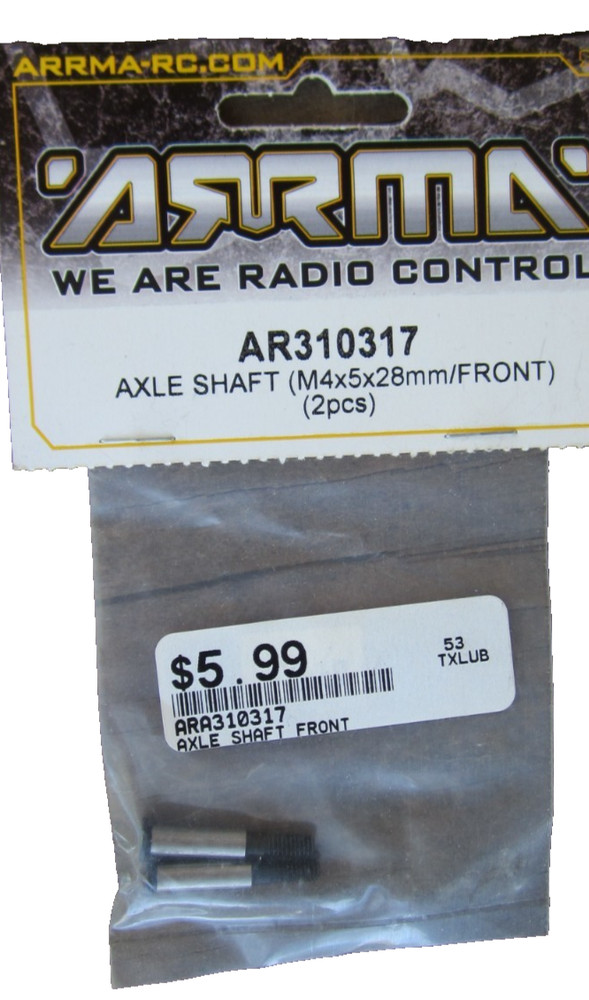 ARRMA-RC.COM
ARRMA
WE ARE RADIO CONTROL
AR310317
AXLE SHAFT (M4x5x28mm/FRONT)
(2pcs)
$5.99
53
TXLUB
ARA310317
AXLE SHAFT FRONT